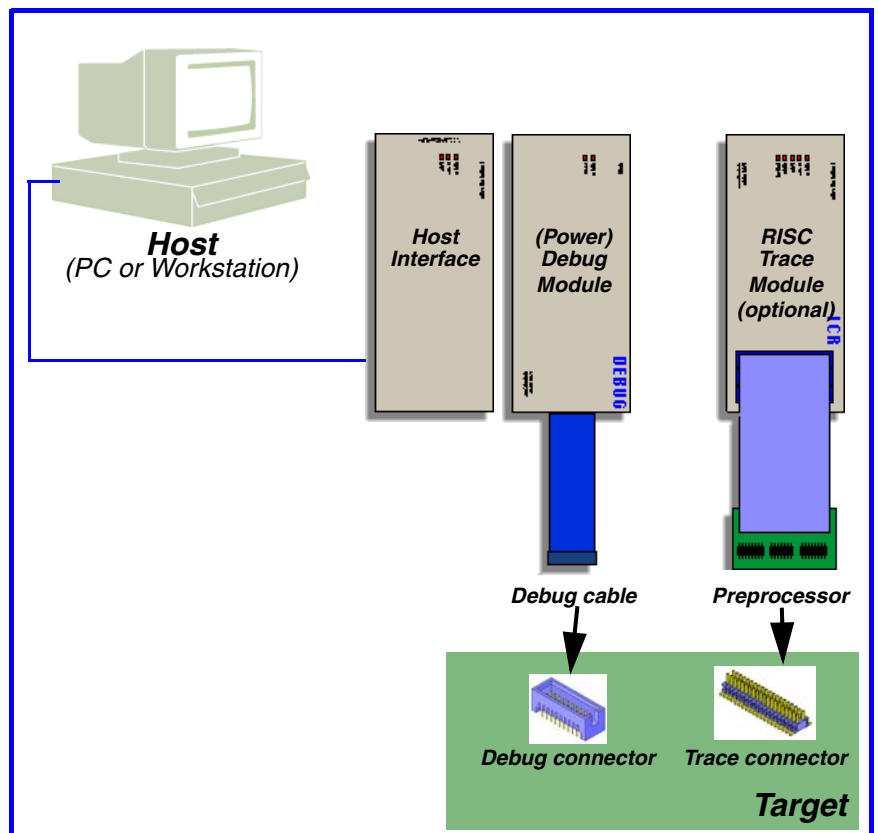 Host
(PC or Workstation)
Host
Interface
(Power)
Debug
Module
DEBUG
RISC
Trace
Module
(optional)
Debug cable
Preprocessor
Debug connector
Trace connector
Target